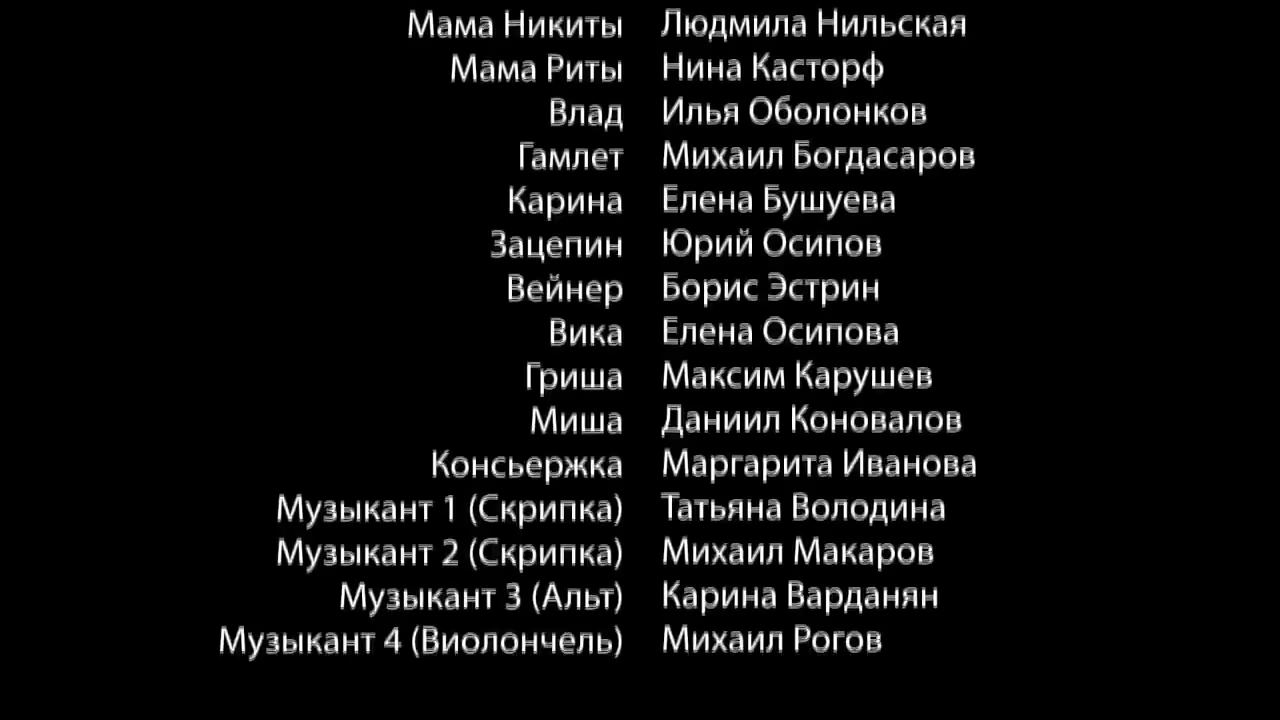 Мама Никиты Людмила Нильская
Мама Риты Нина Касторф
Влад Илья Оболонков
Гамлет Михаил Богдасаров
Карина Елена Бушуева
Зацепин Юрий Осипов
Вейнер Борис Эстрин
Вика Елена Осипова
Гриша Максим Карушев
Миша Даниил Коновалов
Консьержка Маргарита Иванова
Музыкант 1 (Скрипка) Татьяна Володина
Музыкант 2 (Скрипка) Михаил Макаров
Музыкант 3 (Альт) Карина Варданян
Музыкант 4 (Виолончель) Михаил Рогов